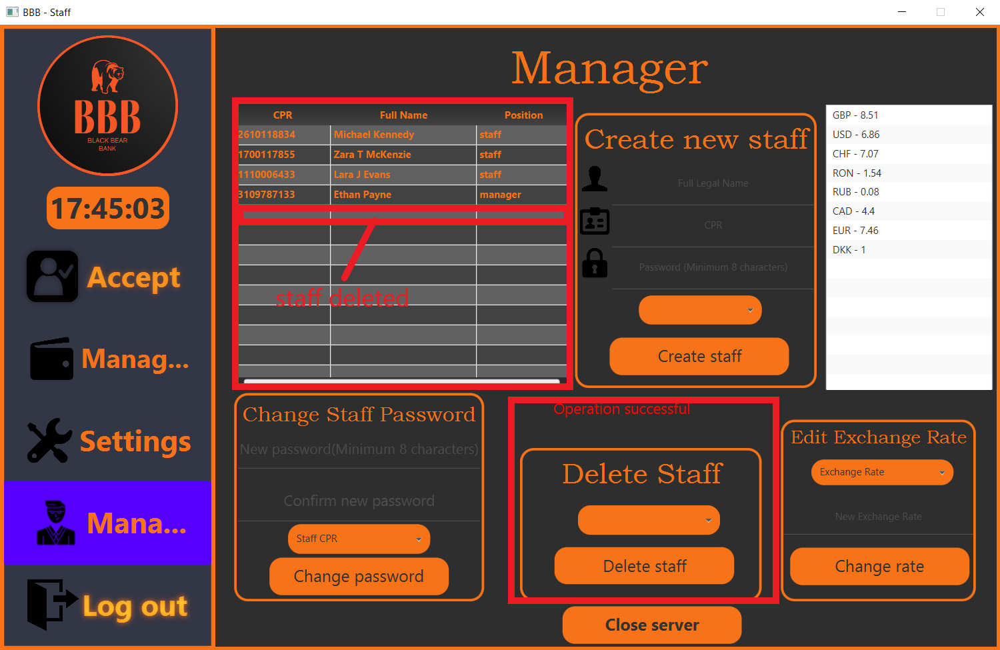 BBB - Staff
BBB
BLACK BEAR
BANK
17:45:03
Accept
Manag...
Settings
Mana...
Log out
Manager
CPR Full Name Position
2610118834 Michael Kennedy staff
1700117855 Zara T McKenzie staff
1110006433 Lara J Evans staff
3109787133 Ethan Payne manager
staff deleted
Create new staff
Full Legal Name
CPR
Password (Minimum 8 characters)
Create staff
GBP - 8.51
USD - 6.86
CHF - 7.07
RON - 1.54
RUB - 0.08
CAD - 4.4
EUR - 7.46
DKK - 1
Change Staff Password
New password(Minimum 8 characters)
Confirm new password
Staff CPR
Change password
Operation successful
Delete Staff
Delete staff
Edit Exchange Rate
Exchange Rate
New Exchange Rate
Change rate
Close server